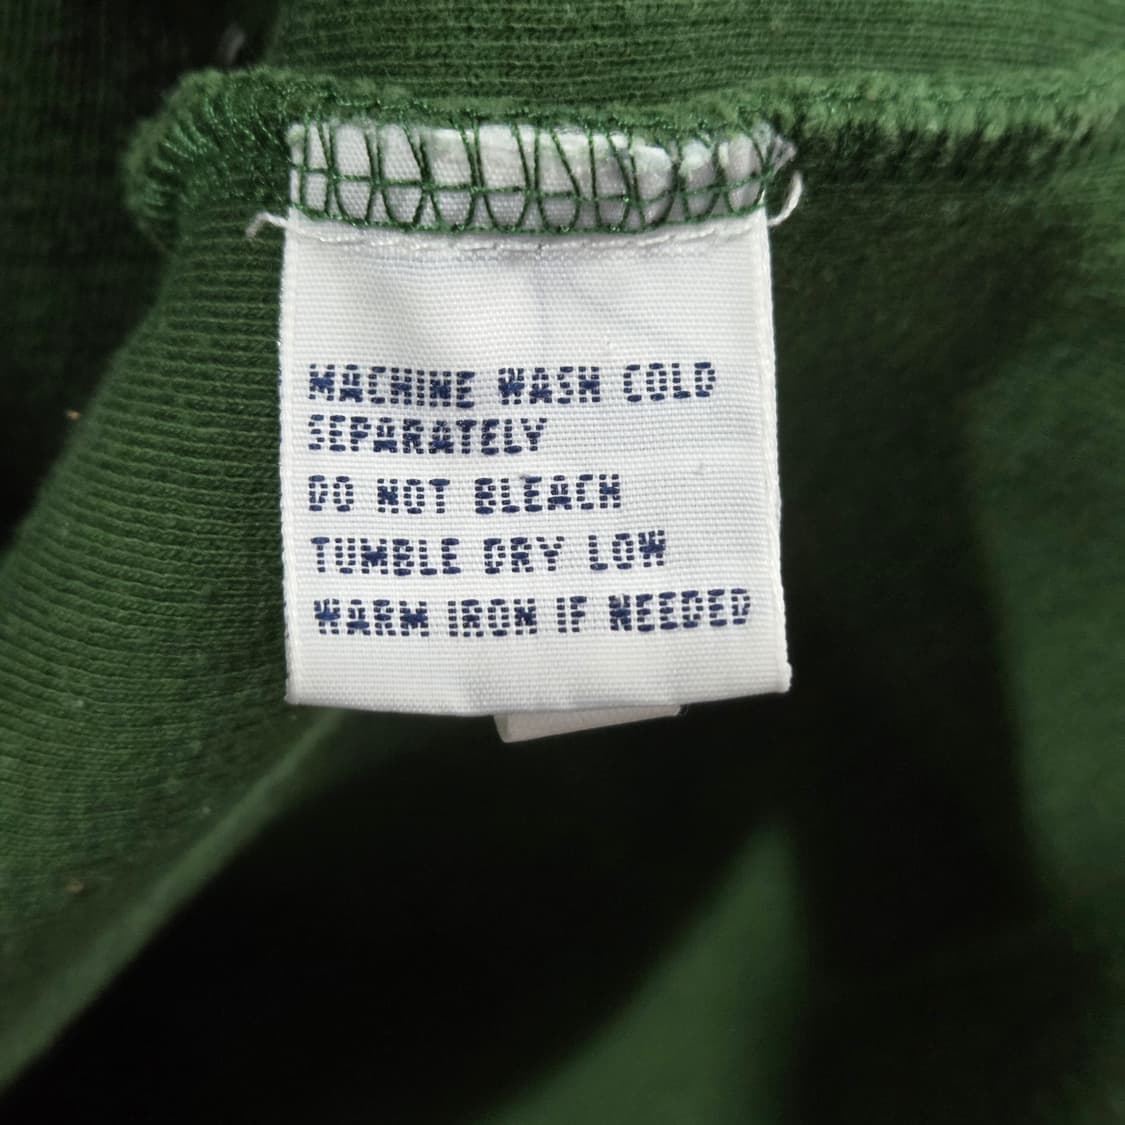 MACHINE WASH COLD
SEPARATELY
DO NOT BLEACH
TUMBLE DRY LOW
WARM IRON IF NEEDED